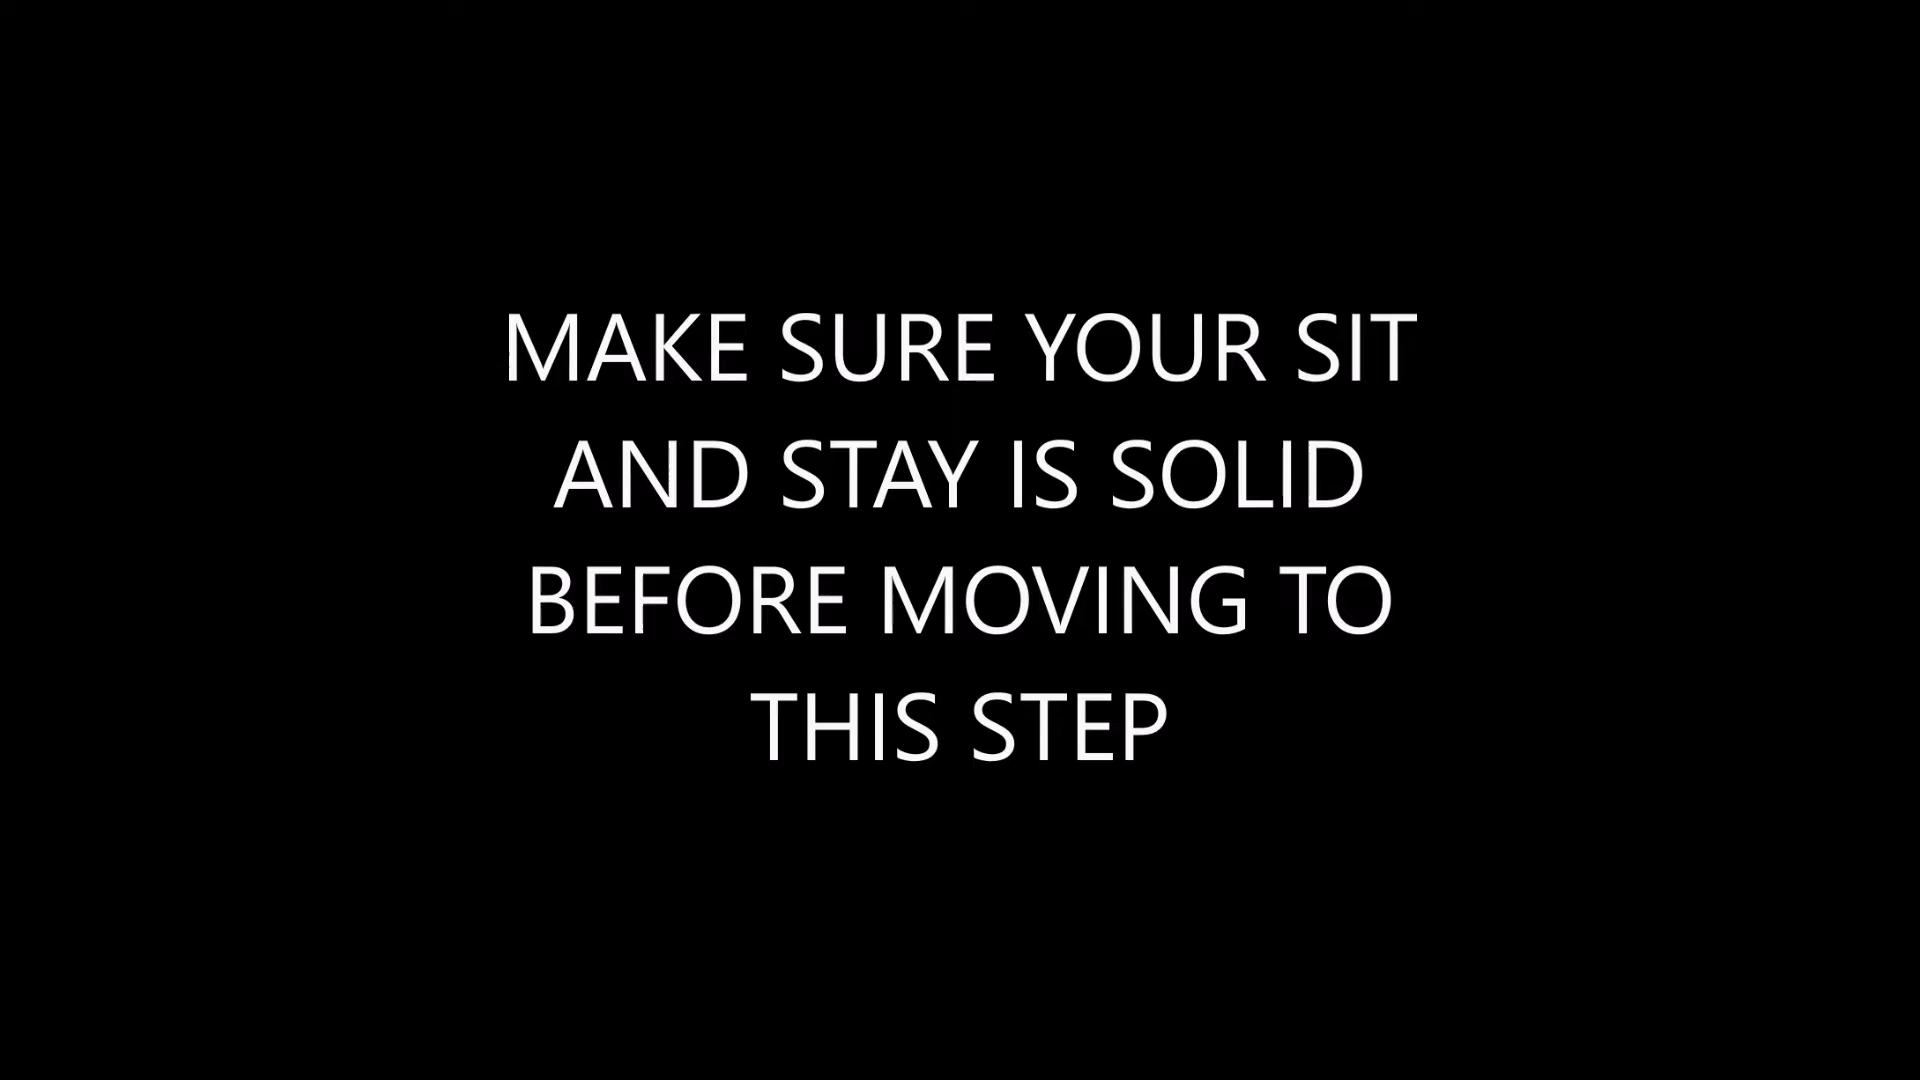 MAKE SURE YOUR SIT
AND STAY IS SOLID
BEFORE MOVING TO
THIS STEP